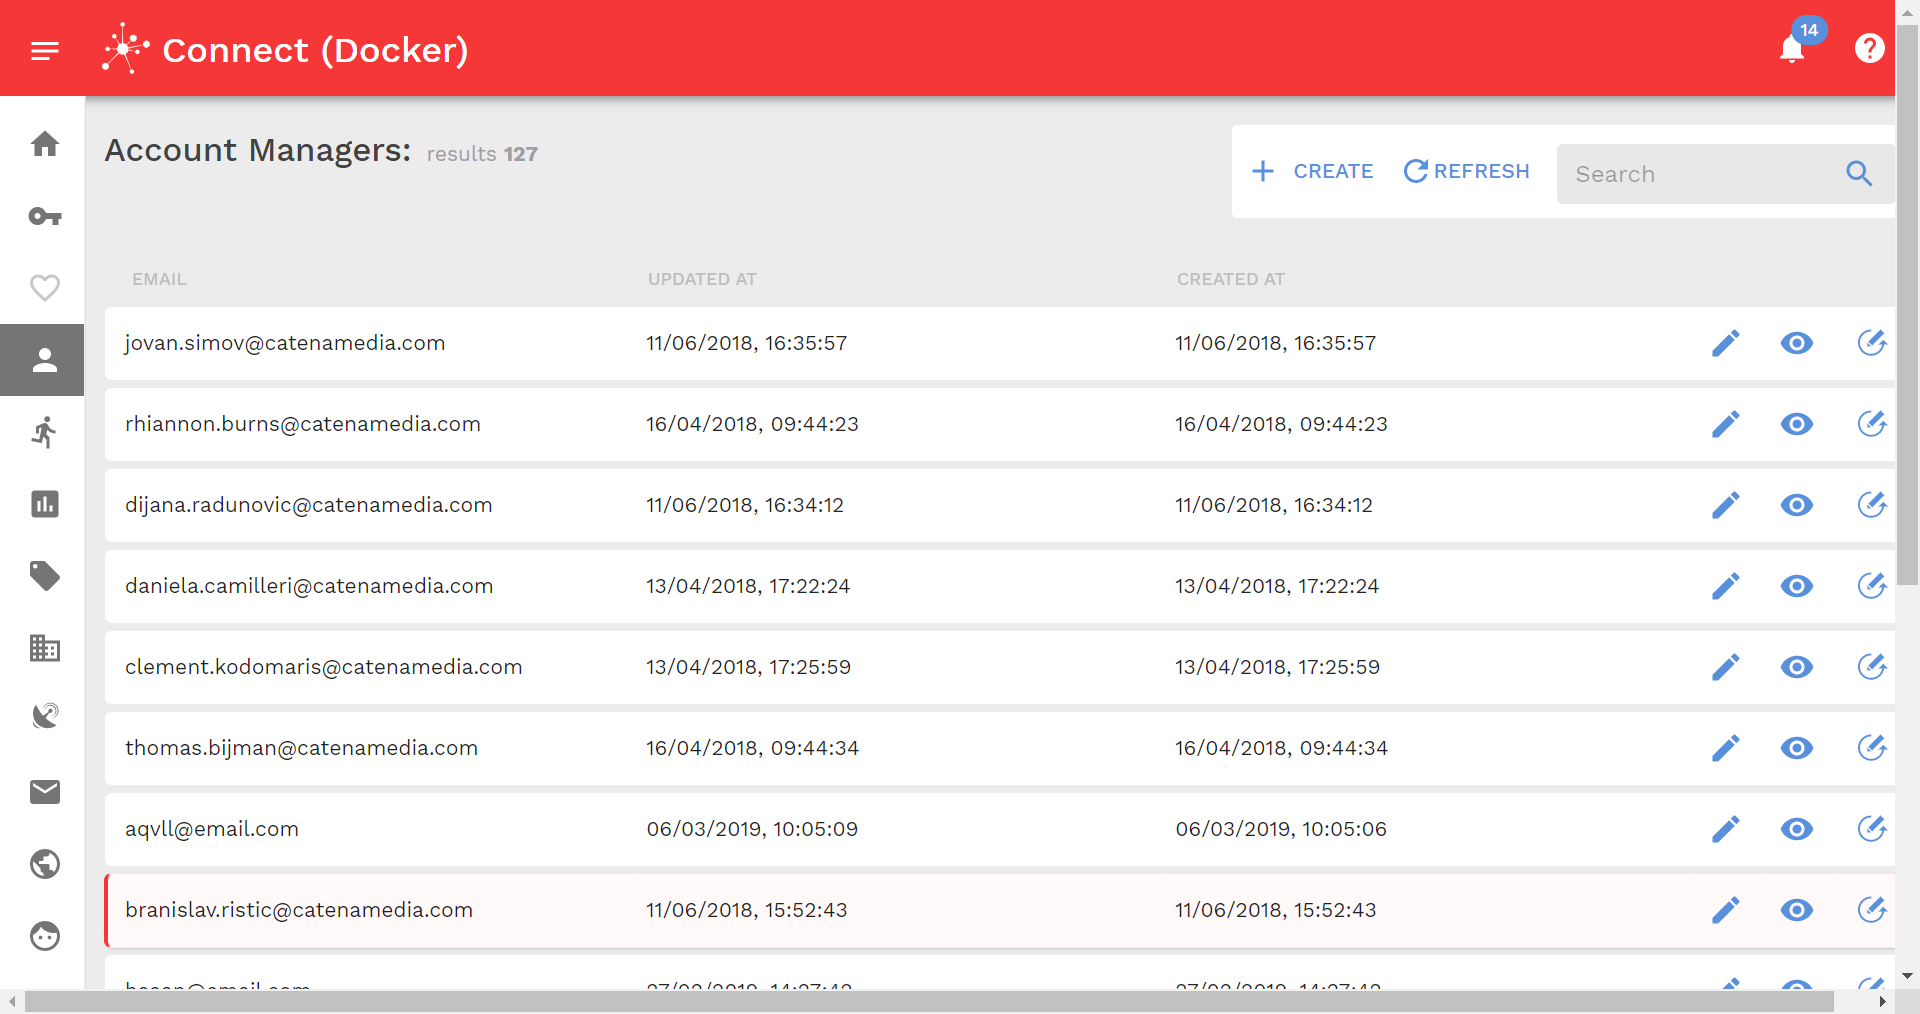 Connect (Docker)
14
Account Managers: results 127
CREATE REFRESH Search
EMAIL UPDATED AT CREATED AT
jovan.simov@catenamedia.com 11/06/2018, 16:35:57 11/06/2018, 16:35:57
rhiannon.burns@catenamedia.com 16/04/2018, 09:44:23 16/04/2018, 09:44:23
dijana.radunovic@catenamedia.com 11/06/2018, 16:34:12 11/06/2018, 16:34:12
daniela.camilleri@catenamedia.com 13/04/2018, 17:22:24 13/04/2018, 17:22:24
clement.kodomaris@catenamedia.com 13/04/2018, 17:25:59 13/04/2018, 17:25:59
thomas.bijman@catenamedia.com 16/04/2018, 09:44:34 16/04/2018, 09:44:34
aqvll@email.com 06/03/2019, 10:05:09 06/03/2019, 10:05:06
branislav.ristic@catenamedia.com 11/06/2018, 15:52:43 11/06/2018, 15:52:43